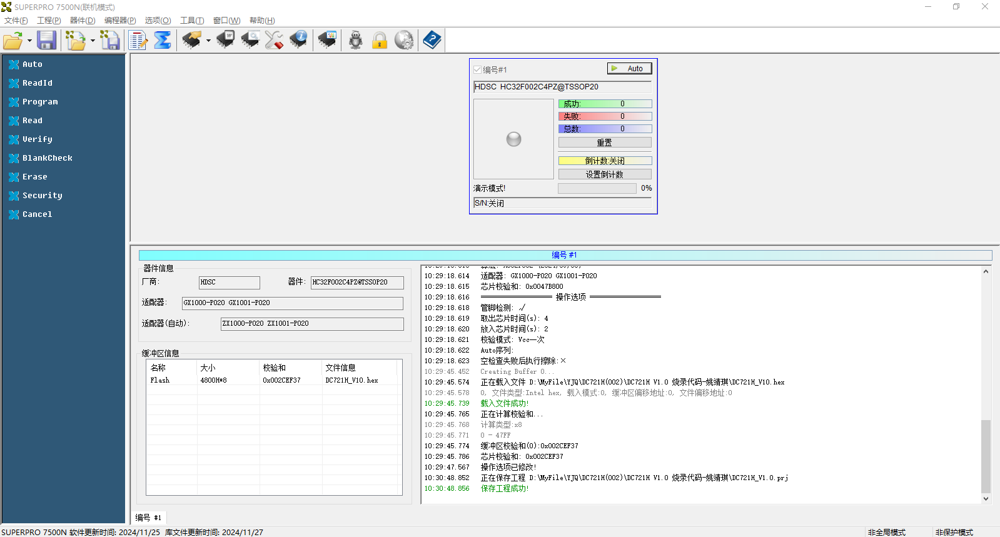 SUPERPRO 7500N(联机模式)
文件(F) 工程(P) 器件(D) 编程器(P) 选项(O) 工具(T) 窗口(W) 帮助(H)
Auto
ReadId
Program
Read
Verify
BlankCheck
Erase
Security
Cancel
编号#1
Auto
HDSC HC32F002C4PZ@TSSOP20
成功: 0
失败: 0
总数: 0
重置
倒计数:关闭
设置倒计数
演示模式!
0%
S/N:关闭
编号 #1
器件信息
厂商: HDSC
器件: HC32F002C4PZ@TSSOP20
适配器: GX1000-P020 GX1001-P020
适配器(自动): ZX1000-P020 ZX1001-P020
缓冲区信息
名称 大小 校验和 文件信息
Flash 4800H*8 0x002CEF37 DC721H_V10.hex
10:29:18.614 适配器: GX1000-P020 GX1001-P020
10:29:18.615 芯片校验和: 0x0047B800
10:29:18.616 ═══════════ 操作选项 ═══════════
10:29:18.618 管脚检测: √
10:29:18.619 取出芯片时间(s): 4
10:29:18.620 放入芯片时间(s): 2
10:29:18.621 校验模式: Vcc一次
10:29:18.622 Auto序列:
10:29:18.623 空检查失败后执行擦除:×
10:29:45.452 Creating Buffer 0...
10:29:45.574 正在载入文件 D:\MyFile\YJQ\DC721H(002)\DC721H V1.0 烧录代码-姚靖琪\DC721H_V10.hex
10:29:45.578 0, 文件类型:Intel hex, 载入模式:0, 缓冲区偏移地址:0, 文件偏移地址:0
10:29:45.739 载入文件成功!
10:29:45.765 正在计算校验和...
10:29:45.768 计算类型:x8
10:29:45.771 0 - 47FF
10:29:45.774 缓冲区校验和(0):0x002CEF37
10:29:45.786 芯片校验和: 0x002CEF37
10:29:47.567 操作选项已修改!
10:30:48.852 正在保存工程 D:\MyFile\YJQ\DC721H(002)\DC721H V1.0 烧录代码-姚靖琪\DC721H_V1.0.prj
10:30:48.856 保存工程成功!
编号 #1
SUPERPRO 7500N 软件更新时间: 2024/11/25 库文件更新时间: 2024/11/27
非全局模式
非保护模式